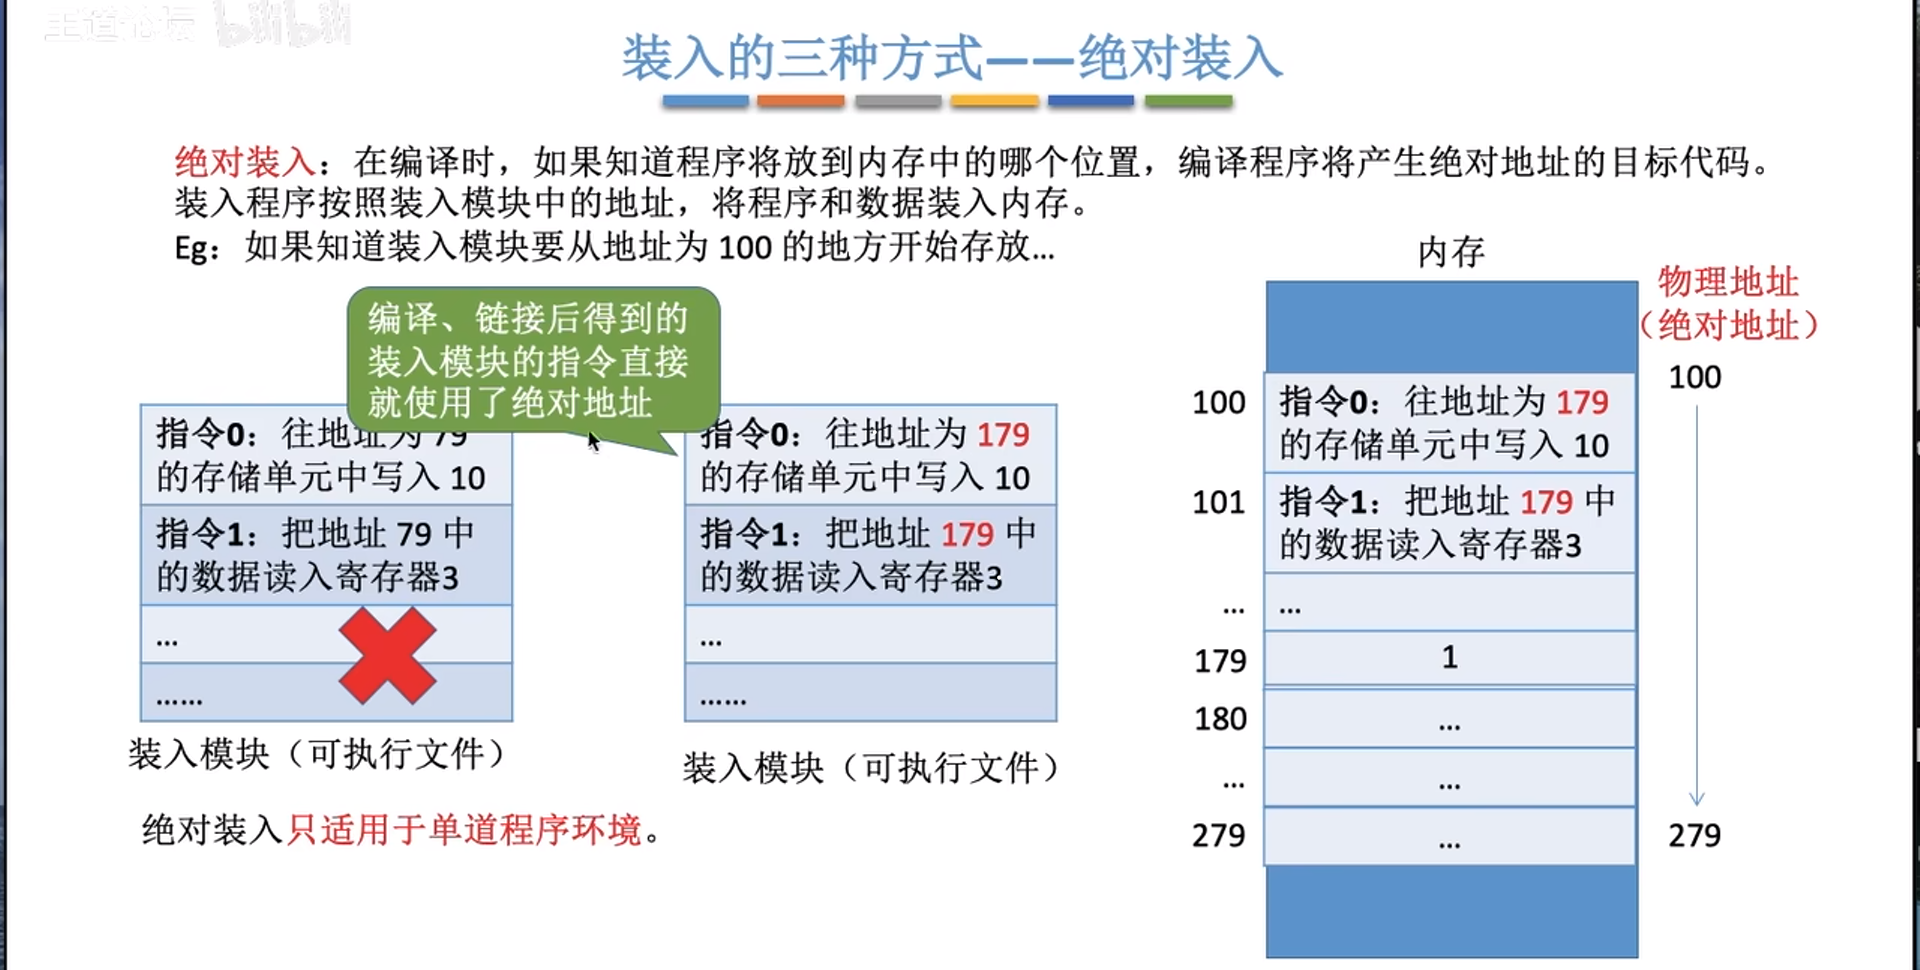 王道论坛 bilibili
装入的三种方式——绝对装入
绝对装入：在编译时，如果知道程序将放到内存中的哪个位置，编译程序将产生绝对地址的目标代码。
装入程序按照装入模块中的地址，将程序和数据装入内存。
Eg：如果知道装入模块要从地址为 100 的地方开始存放...
编译、链接后得到的
装入模块的指令直接
就使用了绝对地址
指令0：往地址为 79
的存储单元中写入 10
指令1：把地址 79 中
的数据读入寄存器3
...
......
装入模块（可执行文件）
指令0：往地址为 179
的存储单元中写入 10
指令1：把地址 179 中
的数据读入寄存器3
...
......
装入模块（可执行文件）
绝对装入只适用于单道程序环境。
内存
物理地址
（绝对地址）
100
100
指令0：往地址为 179
的存储单元中写入 10
101
指令1：把地址 179 中
的数据读入寄存器3
... ...
179 1
180 ...
... ...
279 ...
279